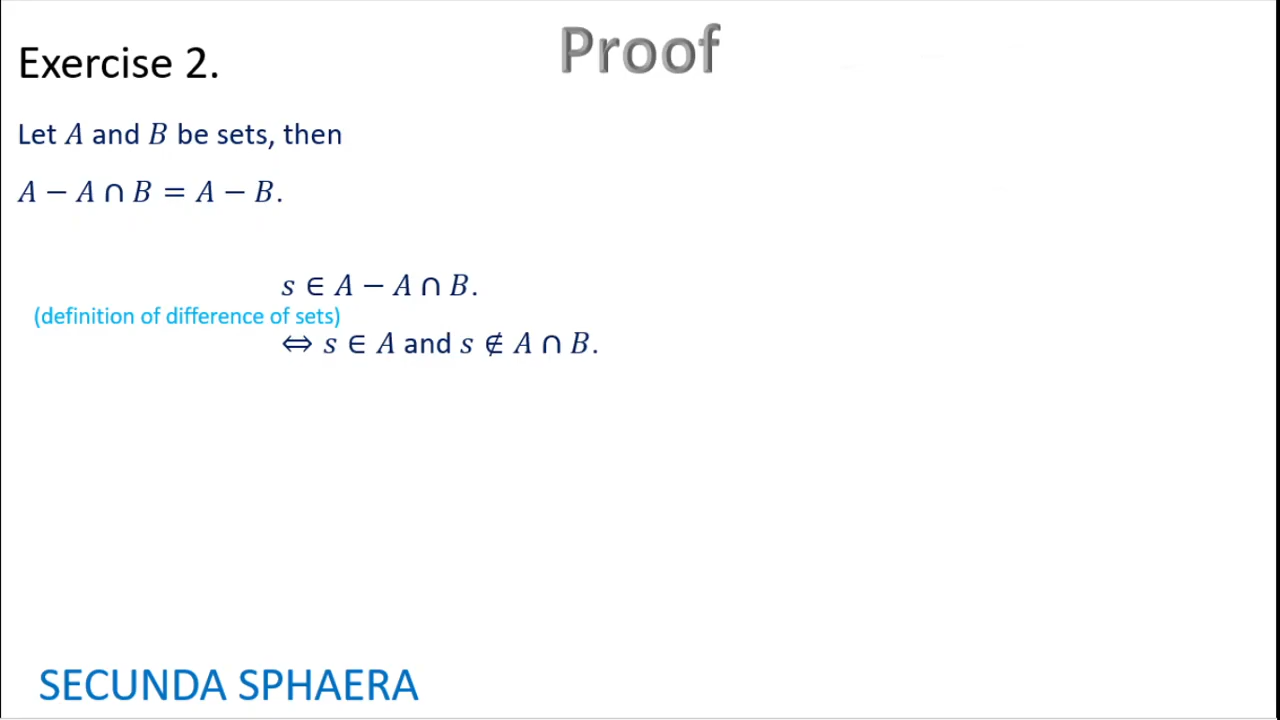 Proof
Exercise 2.
Let A and B be sets, then
A − A ∩ B = A − B.
s ∈ A − A ∩ B.
(definition of difference of sets)
⇔ s ∈ A and s ∉ A ∩ B.
SECUNDA SPHAERA